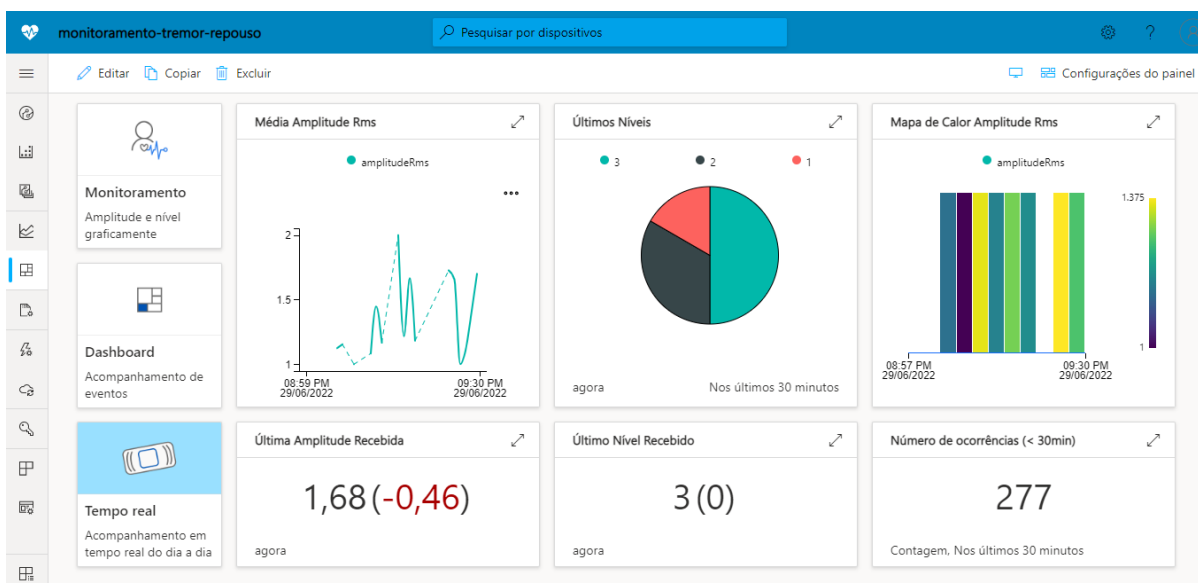 monitoramento-tremor-repouso
Pesquisar por dispositivos
?
Editar
Copiar
Excluir
Configurações do painel
Monitoramento
Amplitude e nível
graficamente
Média Amplitude Rms
amplitudeRms
2
1.5
1
08:59 PM
29/06/2022
09:30 PM
29/06/2022
Últimos Níveis
3
2
1
agora
Nos últimos 30 minutos
Mapa de Calor Amplitude Rms
amplitudeRms
1.375
1
08:57 PM
29/06/2022
09:30 PM
29/06/2022
Dashboard
Acompanhamento de
eventos
Tempo real
Acompanhamento em
tempo real do dia a dia
Última Amplitude Recebida
1,68 (-0,46)
agora
Último Nível Recebido
3 (0)
agora
Número de ocorrências (< 30min)
277
Contagem, Nos últimos 30 minutos